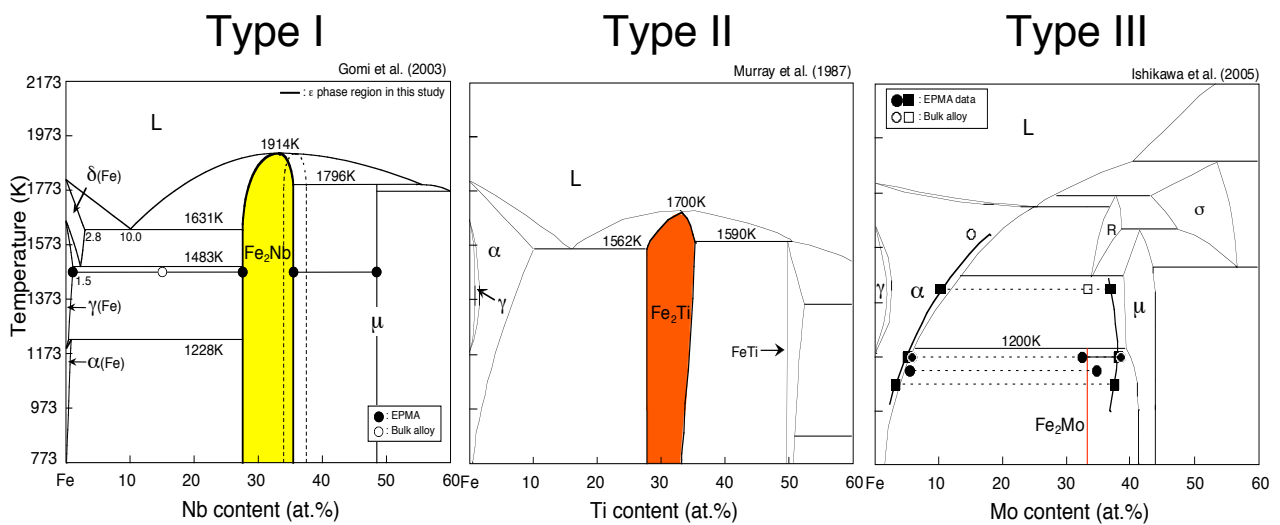 Type I
Type II
Type III
Gomi et al. (2003)
Murray et al. (1987)
Ishikawa et al. (2005)
Temperature (K)
2173
1973
1773
1573
1373
1173
973
773
: ε phase region in this study
L
1914K
δ(Fe)
1796K
1631K
2.8
10.0
Fe₂Nb
1483K
1.5
γ(Fe)
μ
1228K
α(Fe)
: EPMA
: Bulk alloy
Fe
10
20
30
40
50
60
Nb content (at.%)
L
1700K
1562K
1590K
α
γ
Fe₂Ti
FeTi
Fe
10
20
30
40
50
60
Ti content (at.%)
: EPMA data
: Bulk alloy
L
σ
R
γ
α
μ
1200K
Fe₂Mo
Fe
10
20
30
40
50
60
Mo content (at.%)